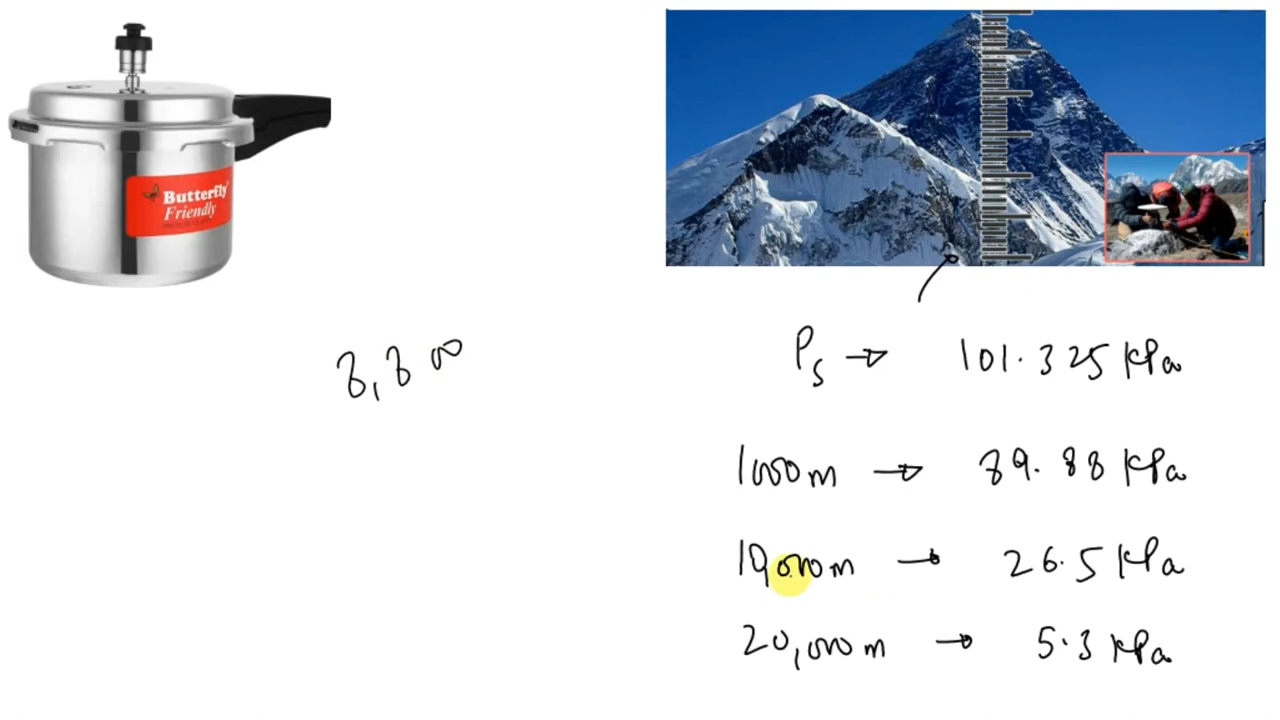 Butterfly
Friendly
8,800
Ps → 101.325 kPa
1000m → 89.88 kPa
10,000m → 26.5 kPa
20,000m → 5.3 kPa